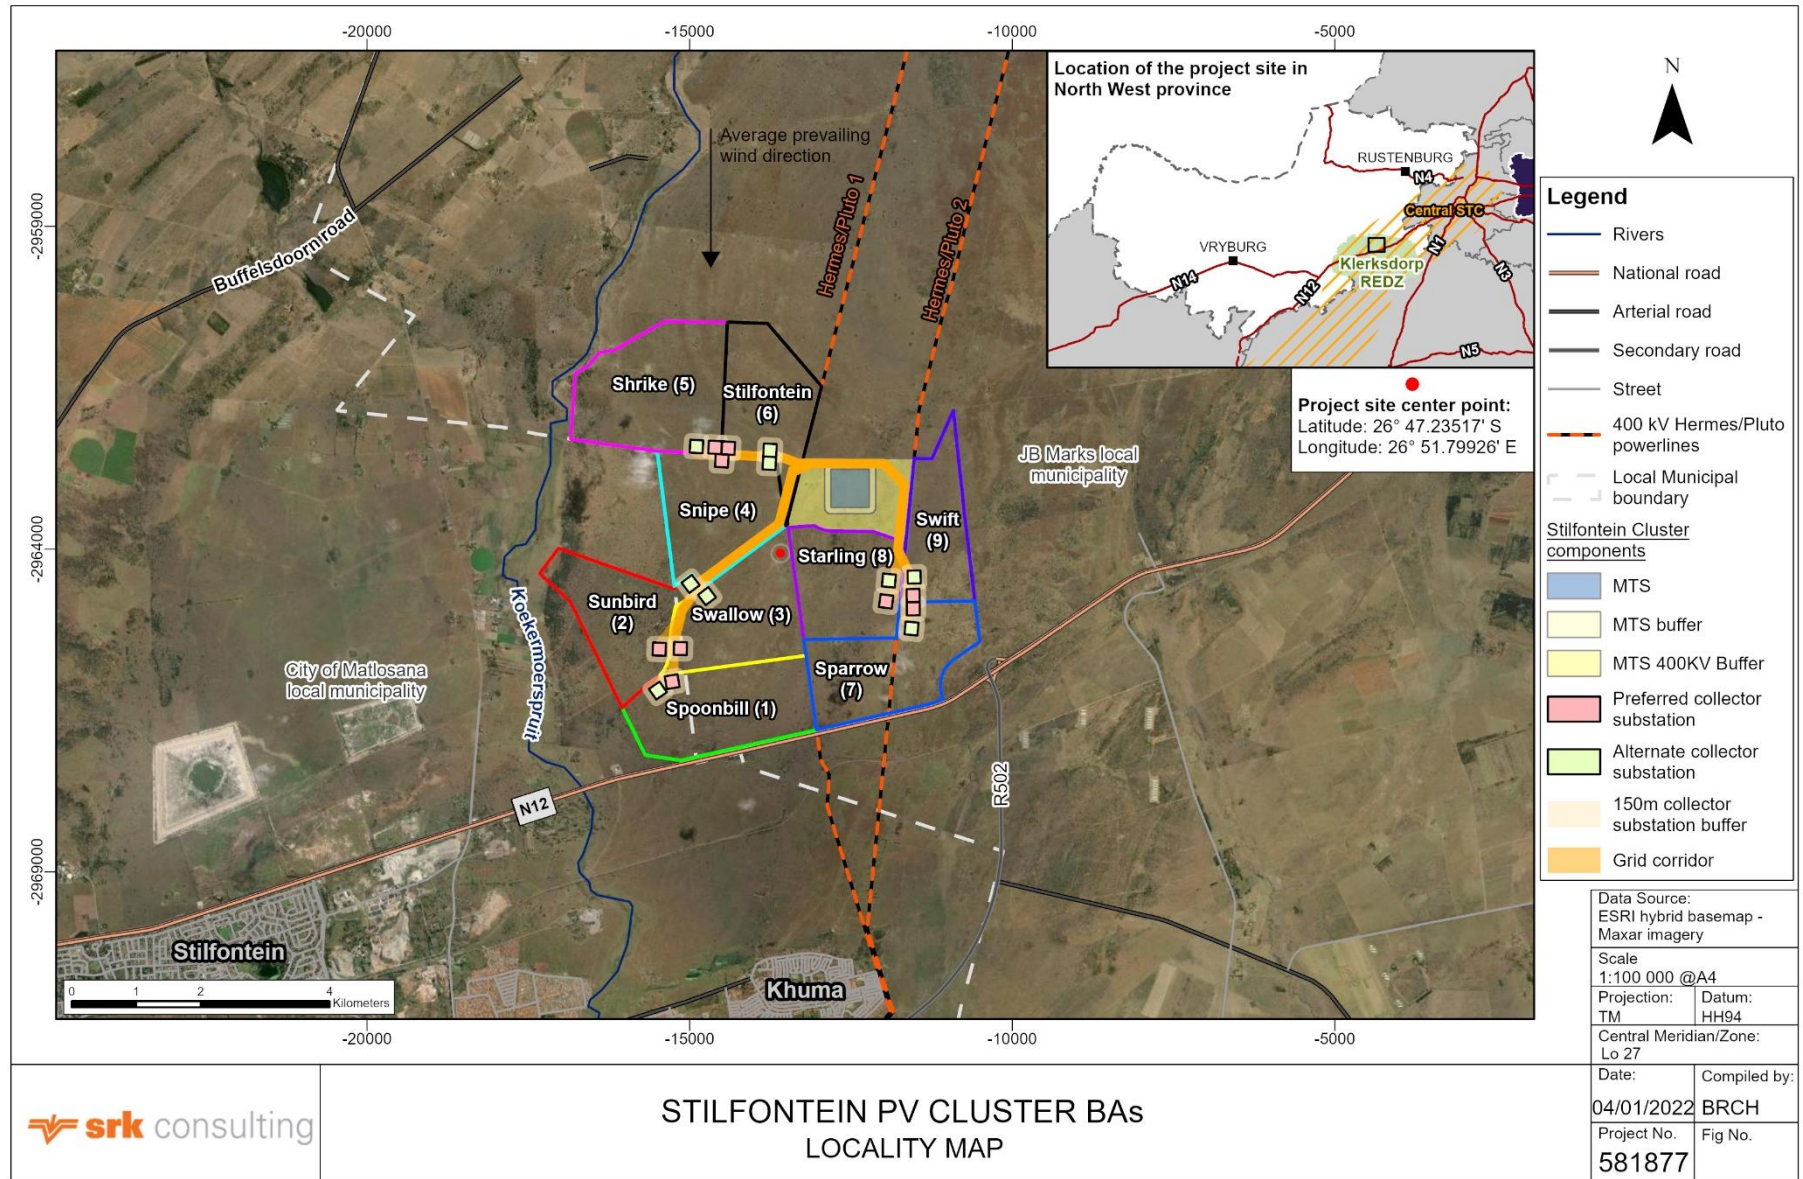 -20000
-15000
-10000
-5000
-2959000
-2964000
-2969000
Buffelsdoorn road
Average prevailing
wind direction
Hermes/Pluto 1
Hermes/Pluto 2
Location of the project site in
North West province
RUSTENBURG
N4
Central STC
VRYBURG
N14
N12
Klerksdorp
REDZ
N1
N3
N5
Project site center point:
Latitude: 26° 47.23517' S
Longitude: 26° 51.79926' E
Shrike (5)
Stilfontein
(6)
JB Marks local
municipality
Snipe (4)
Swift
(9)
Starling (8)
Sunbird
(2)
Swallow (3)
Koekermoerspruit
City of Matlosana
local municipality
Sparrow
(7)
Spoonbill (1)
N12
R502
Stilfontein
Khuma
0
1
2
4
Kilometers
-20000
-15000
-10000
-5000
N
Legend
Rivers
National road
Arterial road
Secondary road
Street
400 kV Hermes/Pluto
powerlines
Local Municipal
boundary
Stilfontein Cluster
components
MTS
MTS buffer
MTS 400KV Buffer
Preferred collector
substation
Alternate collector
substation
150m collector
substation buffer
Grid corridor
Data Source:
ESRI hybrid basemap -
Maxar imagery
Scale
1:100 000 @A4
Projection:
TM
Datum:
HH94
Central Meridian/Zone:
Lo 27
Date:
04/01/2022
Compiled by:
BRCH
Project No.
581877
Fig No.
srk consulting
STILFONTEIN PV CLUSTER BAs
LOCALITY MAP